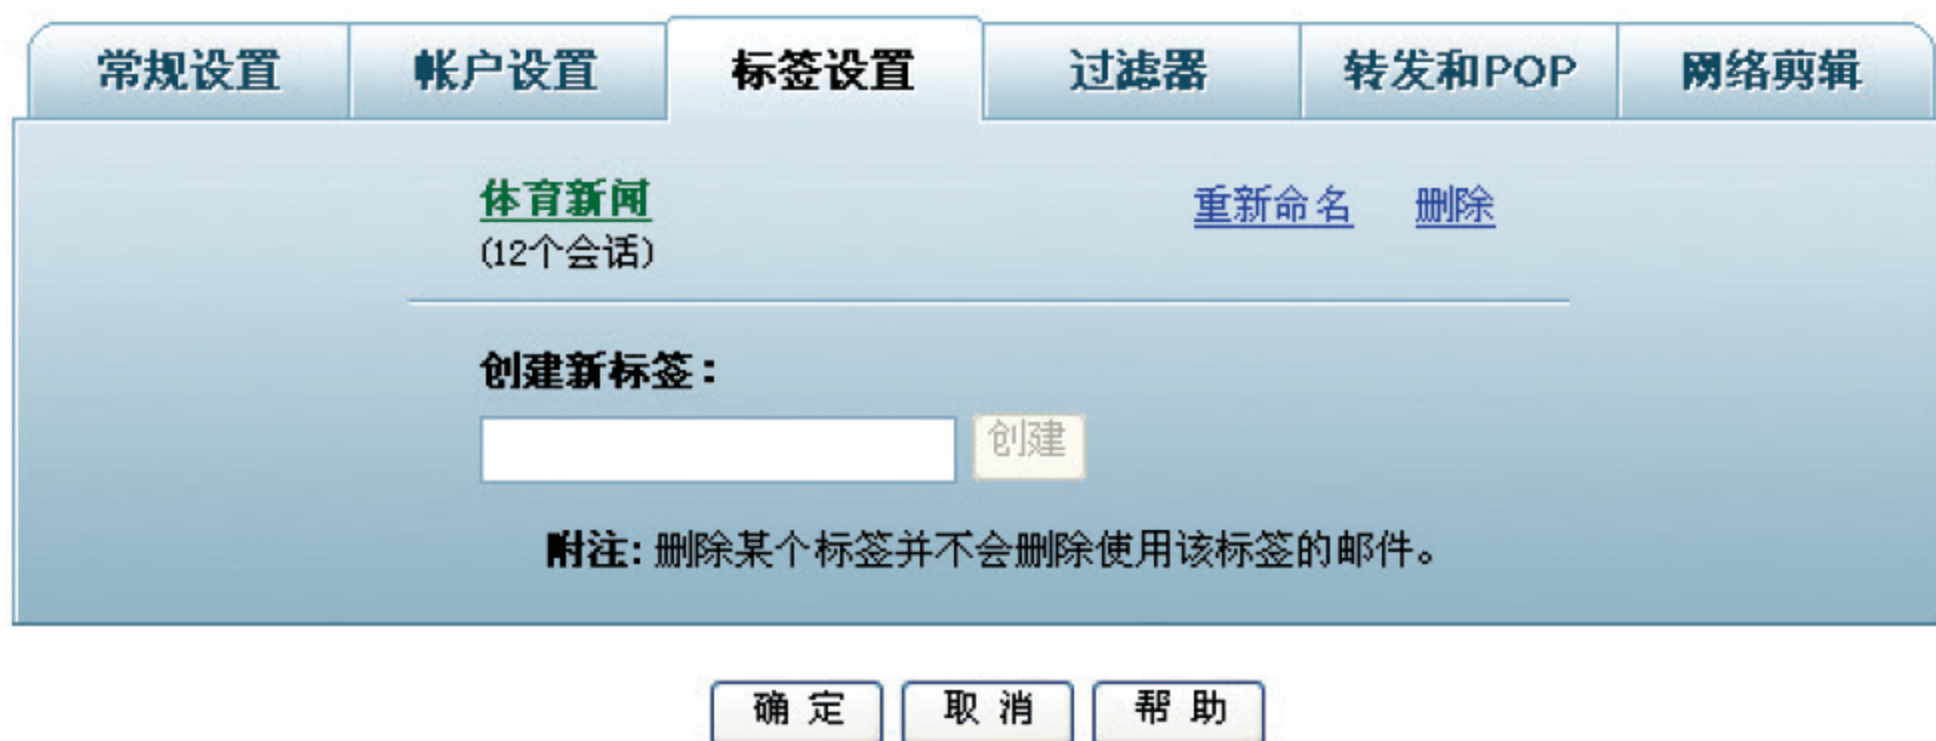 常规设置 帐户设置 标签设置 过滤器 转发和POP 网络剪辑
体育新闻 重新命名 删除
(12个会话)
创建新标签：
创建
附注: 删除某个标签并不会删除使用该标签的邮件。
确 定 取 消 帮 助